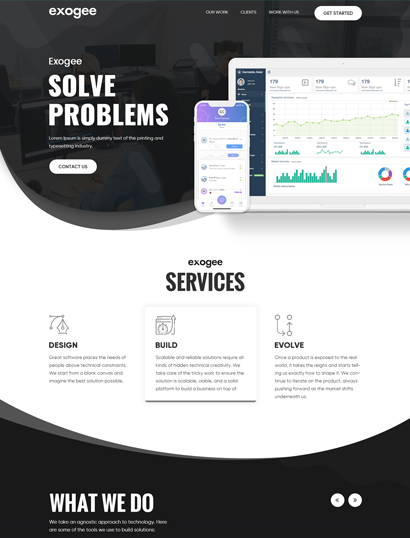 exogee
OUR WORK CLIENTS WORK WITH US GET STARTED
Exogee
SOLVE
PROBLEMS
Lorem Ipsum is simply dummy text of the printing and
typesetting industry.
CONTACT US
179 179 179 179
exogee
SERVICES
DESIGN
Great software places the needs of
people above technical constraints.
We start from a blank canvas and
imagine the best solution possible.
BUILD
Scalable and reliable solutions require all
kinds of hidden technical creativity. We
take care of the tricky work to ensure the
solution is scalable, viable, and a solid
platform to build a business on top of.
EVOLVE
Once a product is exposed to the real
world, it takes the reigns and starts tell-
ing us exactly how to shape it. We con-
tinue to iterate on the product, always
pushing forward as the market shifts
underneath us.
WHAT WE DO
We take an agnostic approach to technology. Here
are some of the tools we use to build solutions: